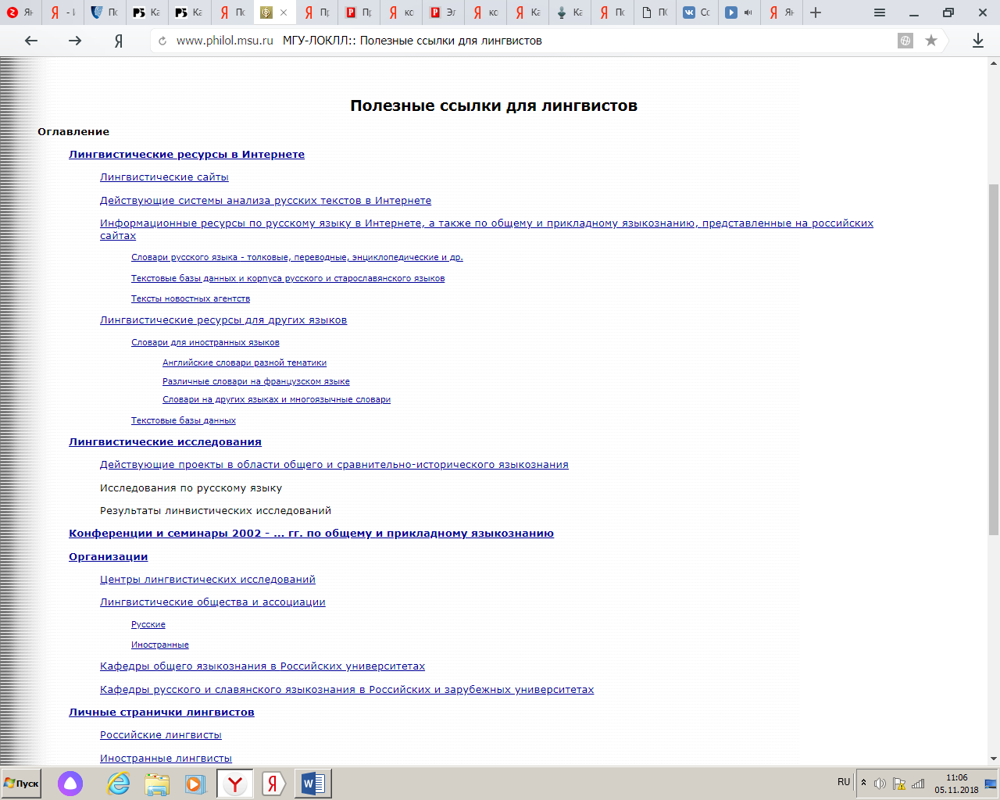 Ян
- Ι
По
Ка
Ка
По
Пр
Пр
ко
Эл
ко
Ка
Ка
По
ПО
Со
Ян
www.philol.msu.ru МГУ-ЛОКЛЛ:: Полезные ссылки для лингвистов
Полезные ссылки для лингвистов
Оглавление
Лингвистические ресурсы в Интернете
Лингвистические сайты
Действующие системы анализа русских текстов в Интернете
Информационные ресурсы по русскому языку в Интернете, а также по общему и прикладному языкознанию, представленные на российских
сайтах
Словари русского языка - толковые, переводные, энциклопедические и др.
Текстовые базы данных и корпуса русского и старославянского языков
Тексты новостных агентств
Лингвистические ресурсы для других языков
Словари для иностранных языков
Английские словари разной тематики
Различные словари на французском языке
Словари на других языках и многоязычные словари
Текстовые базы данных
Лингвистические исследования
Действующие проекты в области общего и сравнительно-исторического языкознания
Исследования по русскому языку
Результаты линвистических исследований
Конференции и семинары 2002 - ... гг. по общему и прикладному языкознанию
Организации
Центры лингвистических исследований
Лингвистические общества и ассоциации
Русские
Иностранные
Кафедры общего языкознания в Российских университетах
Кафедры русского и славянского языкознания в Российских и зарубежных университетах
Личные странички лингвистов
Российские лингвисты
Иностранные лингвисты
Пуск
RU
11:06
05.11.2018